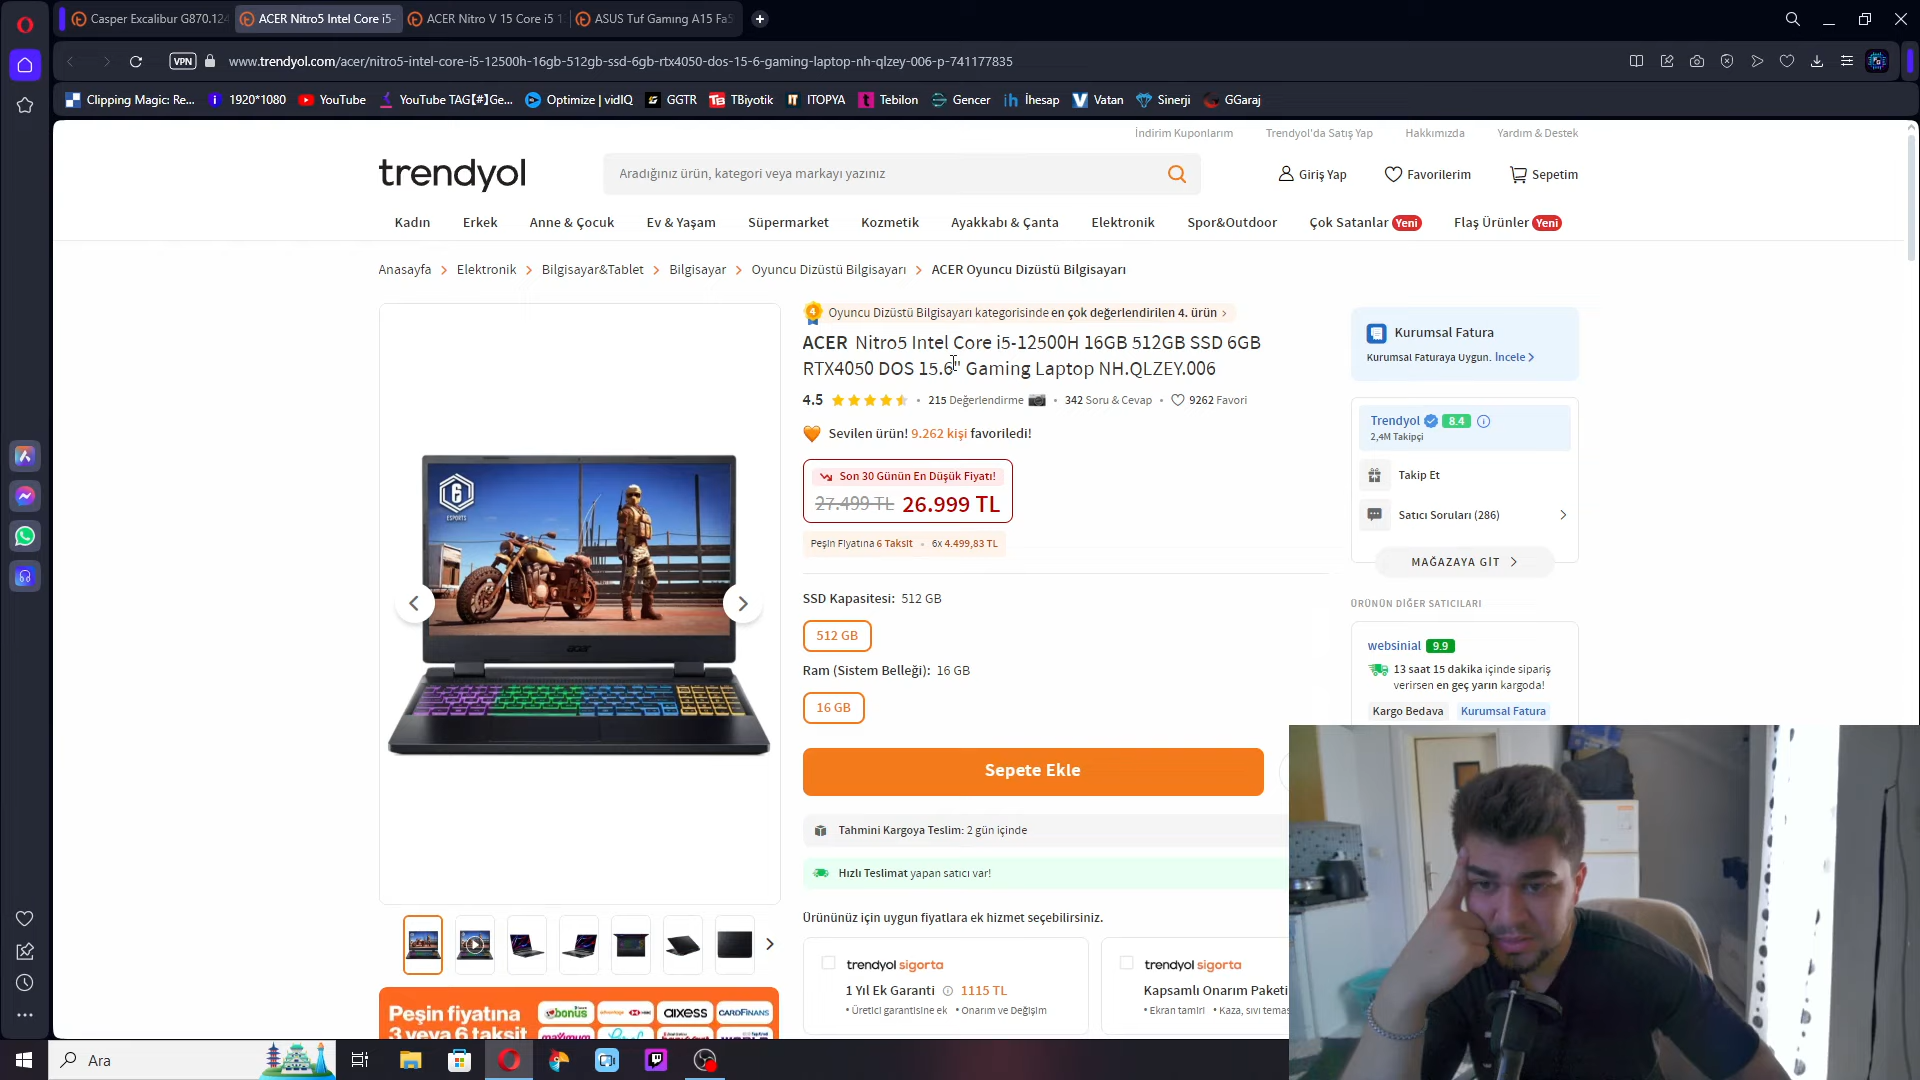 Casper Excalibur G870.124
ACER Nitro5 Intel Core i5-
ACER Nitro V 15 Core i5 1
ASUS Tuf Gaming A15 Fa5
VPN
www.trendyol.com/acer/nitro5-intel-core-i5-12500h-16gb-512gb-ssd-6gb-rtx4050-dos-15-6-gaming-laptop-nh-qlzey-006-p-741177835
Clipping Magic: Re...
1920*1080
YouTube
YouTube TAG【#】Ge...
Optimize | vidIQ
GGTR
TBiyotik
ITOPYA
Tebilon
Gencer
İhesap
Vatan
Sinerji
GGaraj
İndirim Kuponlarım
Trendyol'da Satış Yap
Hakkımızda
Yardım & Destek
trendyol
Aradığınız ürün, kategori veya markayı yazınız
Giriş Yap
Favorilerim
Sepetim
Kadın
Erkek
Anne & Çocuk
Ev & Yaşam
Süpermarket
Kozmetik
Ayakkabı & Çanta
Elektronik
Spor&Outdoor
Çok Satanlar Yeni
Flaş Ürünler Yeni
Anasayfa > Elektronik > Bilgisayar&Tablet > Bilgisayar > Oyuncu Dizüstü Bilgisayarı > ACER Oyuncu Dizüstü Bilgisayarı
4 Oyuncu Dizüstü Bilgisayarı kategorisinde en çok değerlendirilen 4. ürün >
ACER Nitro5 Intel Core i5-12500H 16GB 512GB SSD 6GB
RTX4050 DOS 15.6" Gaming Laptop NH.QLZEY.006
4.5 • 215 Değerlendirme • 342 Soru & Cevap • 9262 Favori
Sevilen ürün! 9.262 kişi favoriledi!
Son 30 Günün En Düşük Fiyatı!
27.499 TL 26.999 TL
Peşin Fiyatına 6 Taksit • 6x 4.499,83 TL
SSD Kapasitesi: 512 GB
512 GB
Ram (Sistem Belleği): 16 GB
16 GB
Sepete Ekle
Tahmini Kargoya Teslim: 2 gün içinde
Hızlı Teslimat yapan satıcı var!
Ürününüz için uygun fiyatlara ek hizmet seçebilirsiniz.
trendyol sigorta
1 Yıl Ek Garanti 1115 TL
• Üretici garantisine ek • Onarım ve Değişim
trendyol sigorta
Kapsamlı Onarım Paketi
• Ekran tamiri • Kaza, sıvı temas
Kurumsal Fatura
Kurumsal Faturaya Uygun. İncele >
Trendyol 8.4
2,4M Takipçi
Takip Et
Satıcı Soruları (286)
MAĞAZAYA GİT >
ÜRÜNÜN DİĞER SATICILARI
websinial 9.9
13 saat 15 dakika içinde sipariş
verirsen en geç yarın kargoda!
Kargo Bedava
Kurumsal Fatura
6
ESPORTS
acer
Peşin fiyatına
3 veya 6 taksit
bonus
HSBC
axess
CARDFINANS
maximum
Ara